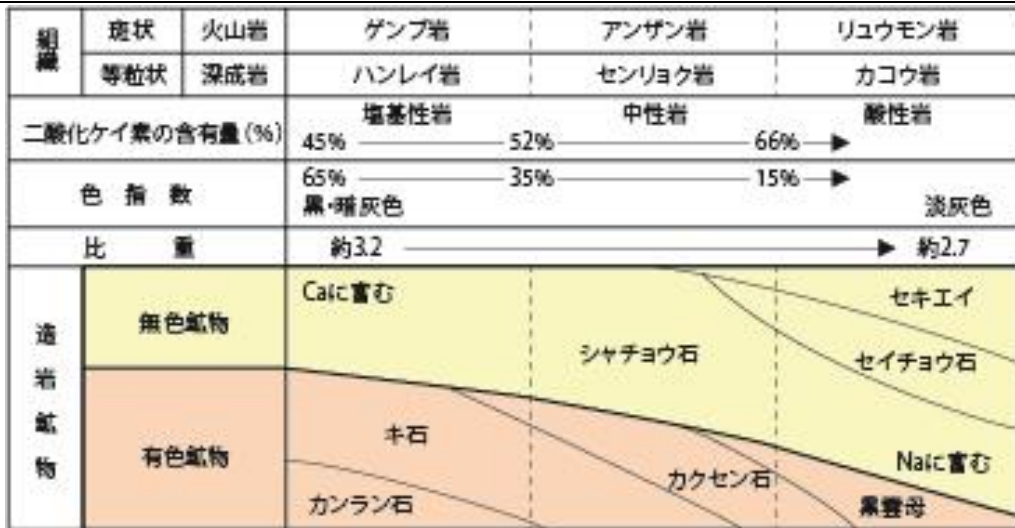 組織
斑状 火山岩 ゲンブ岩 アンザン岩 リュウモン岩
等粒状 深成岩 ハンレイ岩 センリョク岩 カコウ岩
二酸化ケイ素の含有量(%) 塩基性岩 中性岩 酸性岩
45% 52% 66%
色指数 65% 35% 15%
黒・暗灰色 淡灰色
比重 約3.2 約2.7
造岩鉱物
無色鉱物
Caに富む
セキエイ
シャチョウ石
セイチョウ石
Naに富む
有色鉱物
キ石
カクセン石
カンラン石
黒雲母